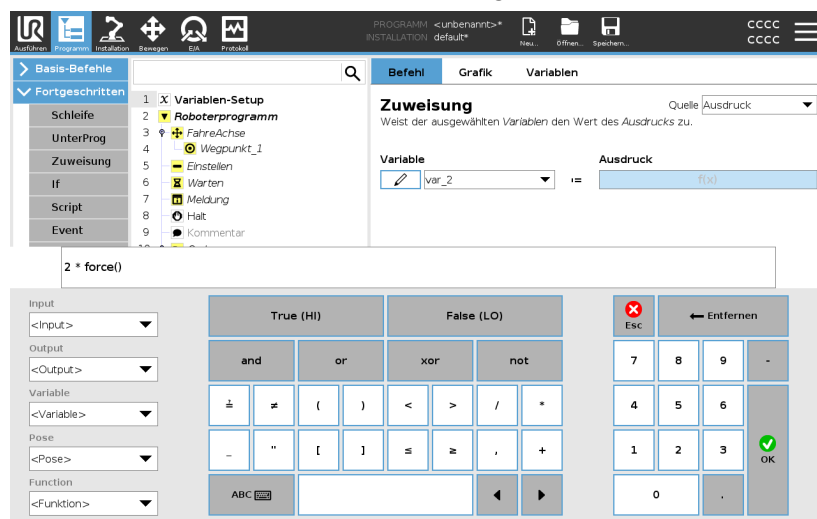 PROGRAMM <unbenannt>*
INSTALLATION default*
CCCC
CCCC
Ausführen Programm Installation Bewegen E/A Protokoll Neu... Öffnen... Speichern...
Basis-Befehle
Fortgeschritten
Schleife
UnterProg
Zuweisung
If
Script
Event
1 X Variablen-Setup
2 Roboterprogramm
3 FahreAchse
4 Wegpunkt_1
5 Einstellen
6 Warten
7 Meldung
8 Halt
9 Kommentar
Befehl Grafik Variablen
Zuweisung
Quelle Ausdruck
Weist der ausgewählten Variablen den Wert des Ausdrucks zu.
Variable Ausdruck
var_2 := f(x)
2 * force()
Input
<Input>
Output
<Output>
Variable
<Variable>
Pose
<Pose>
Function
<Funktion>
True (HI) False (LO)
and or xor not
≟ ≠ ( ) < > / *
_ " [ ] ≤ ≥ , +
ABC
Esc Entfernen
7 8 9 -
4 5 6
1 2 3 OK
0 .